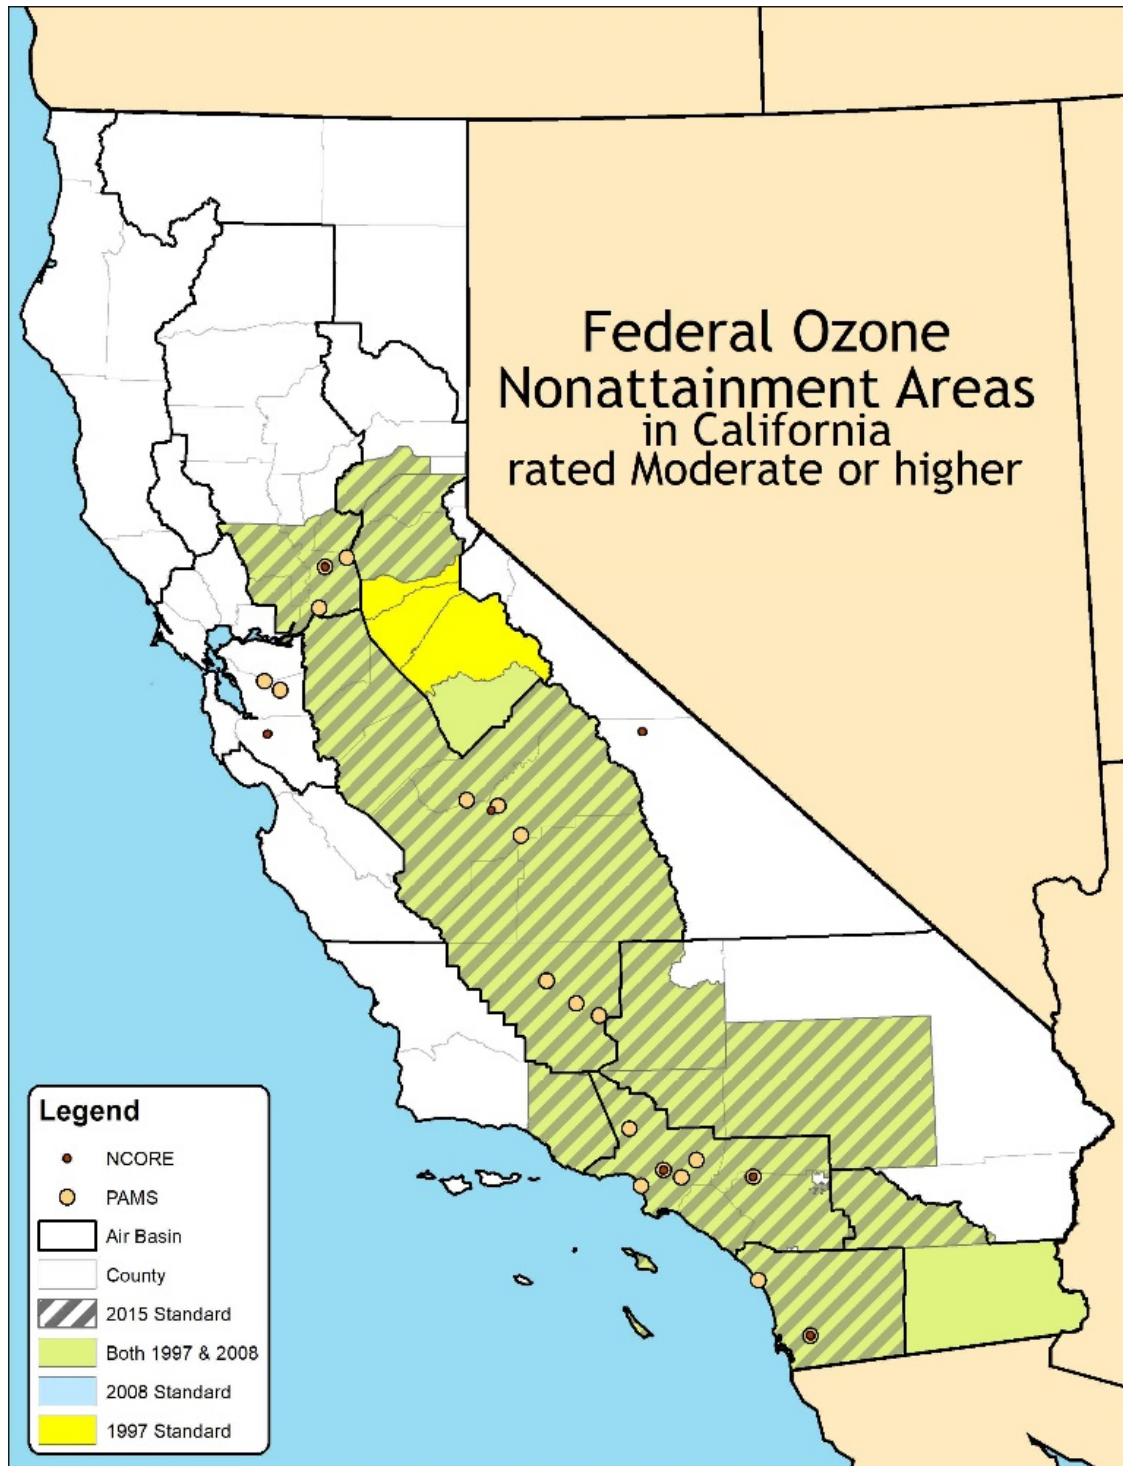 Federal Ozone
Nonattainment Areas
in California
rated Moderate or higher
Legend
NCORE
PAMS
Air Basin
County
2015 Standard
Both 1997 & 2008
2008 Standard
1997 Standard